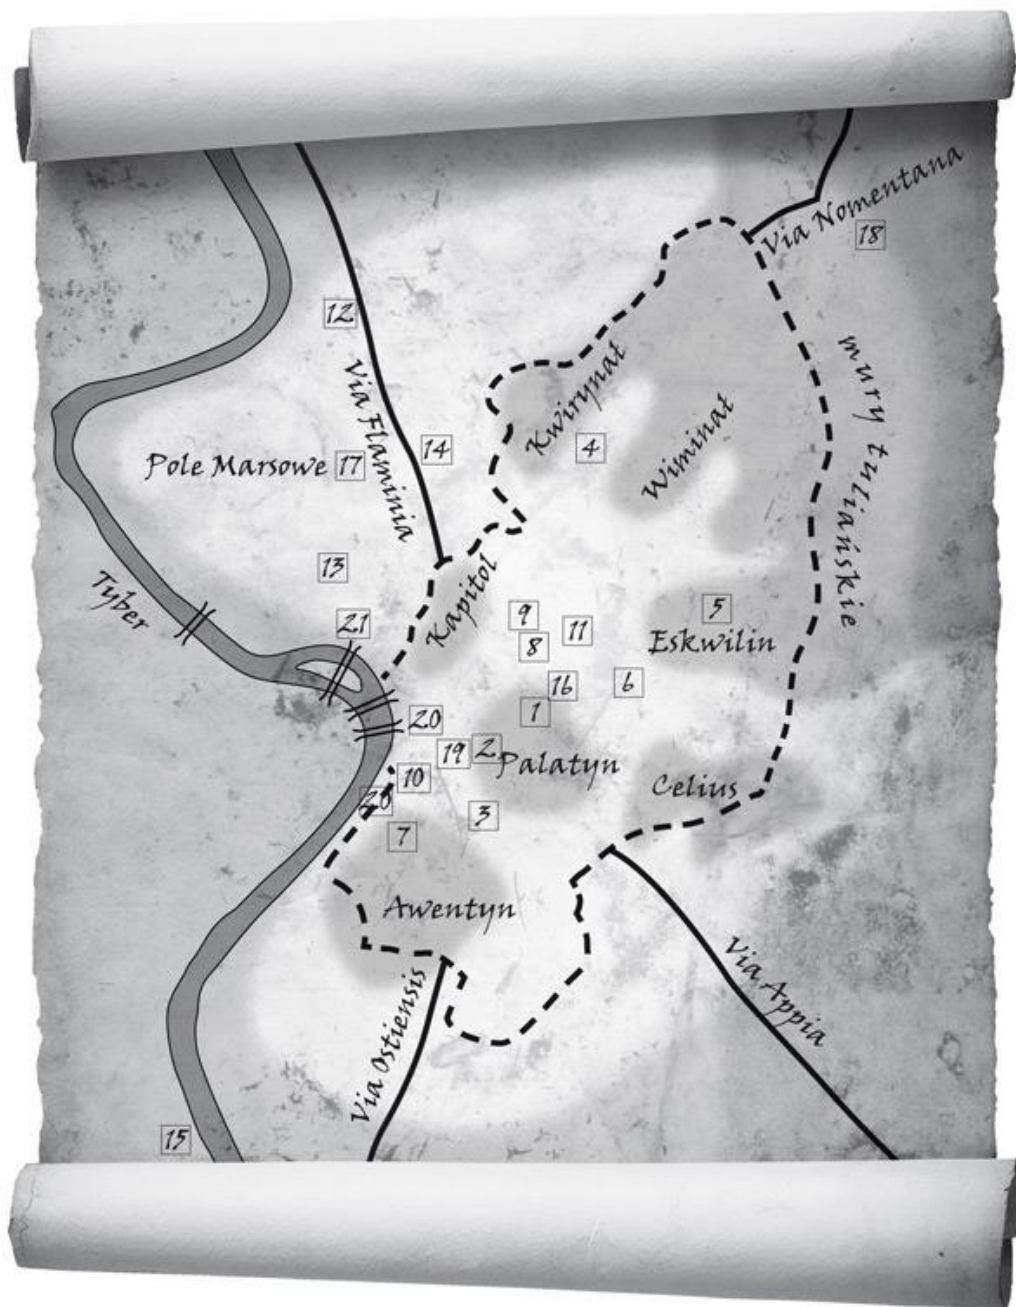 Via Nomentana
18
12
mury tuliańskie
Via Flaminia
Kwirynał
4
14
Wiminał
Pole Marsowe
17
13
Kapitol
Tyber
21
9
11
5
8
Eskwilin
16
6
1
20
19
2
Palatyn
10
Celius
20
3
7
Awentyn
Via Ostiensis
Via Appia
15